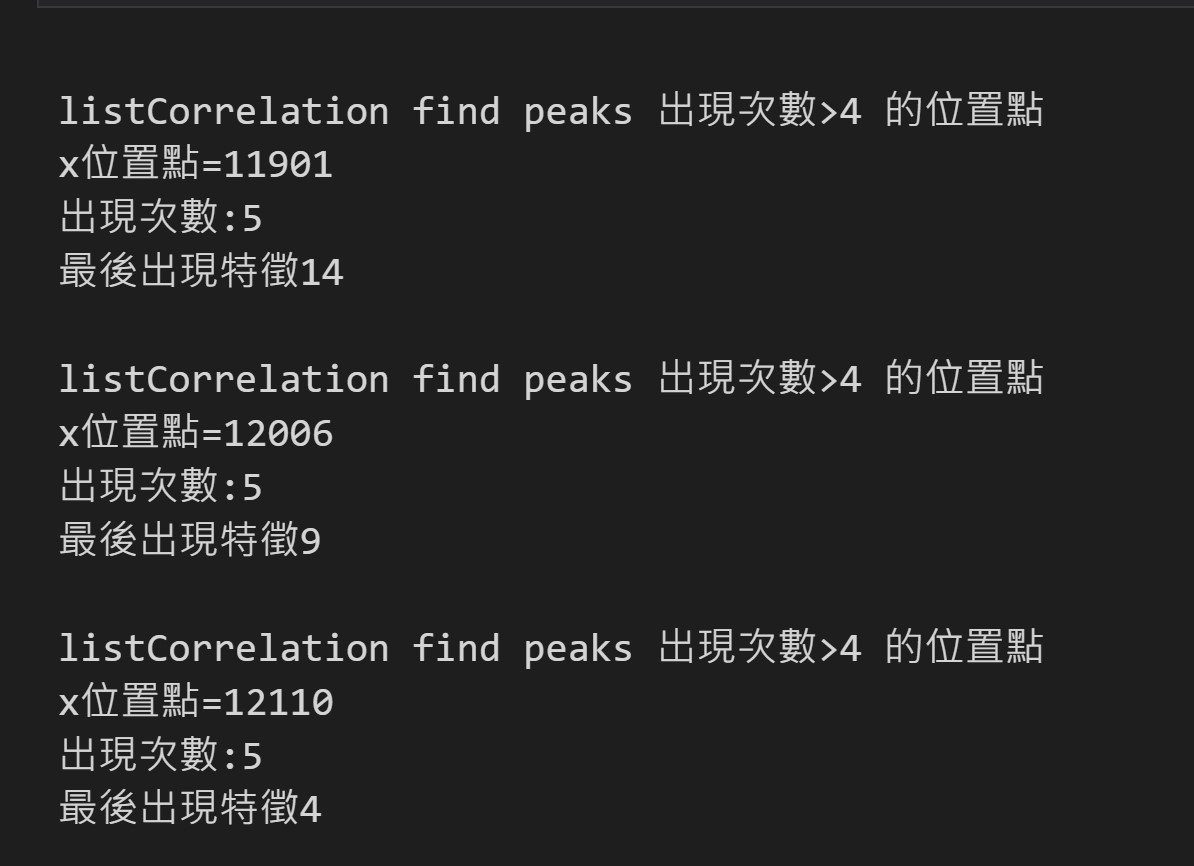 listCorrelation find peaks 出現次數>4 的位置點
x位置點=11901
出現次數:5
最後出現特徵14
listCorrelation find peaks 出現次數>4 的位置點
x位置點=12006
出現次數:5
最後出現特徵9
listCorrelation find peaks 出現次數>4 的位置點
x位置點=12110
出現次數:5
最後出現特徵4